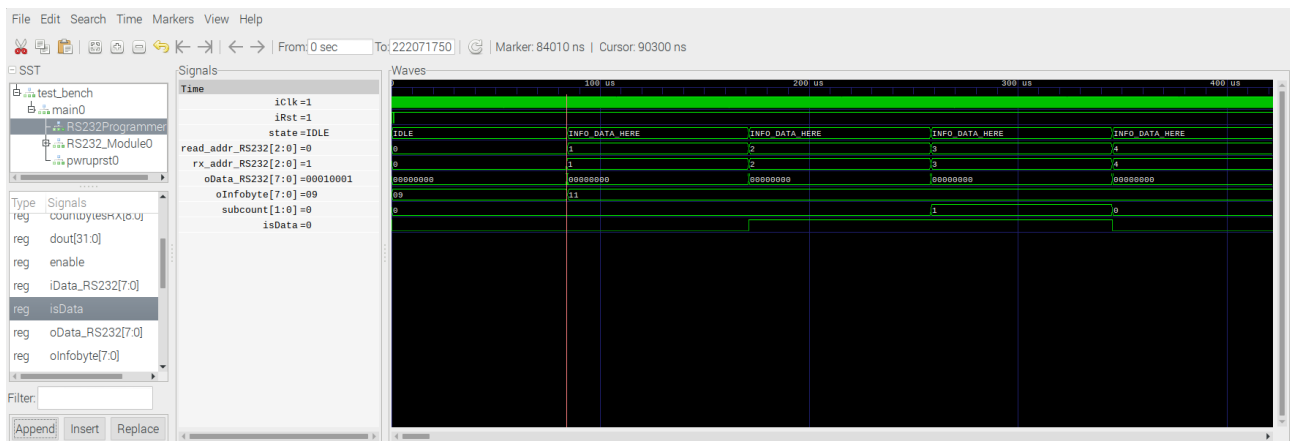 File Edit Search Time Markers View Help
From: 0 sec To: 222071750 Marker: 84010 ns | Cursor: 90300 ns
SST
test_bench
main0
RS232Programmer
RS232_Module0
pwruprst0
Type Signals
reg countbytesRX[8:0]
reg dout[31:0]
reg enable
reg iData_RS232[7:0]
reg isData
reg oData_RS232[7:0]
reg oInfobyte[7:0]
Filter:
Append Insert Replace
Signals
Time
iClk=1
iRst=1
state=IDLE
read_addr_RS232[2:0]=0
rx_addr_RS232[2:0]=1
oData_RS232[7:0]=00010001
oInfobyte[7:0]=09
subcount[1:0]=0
isData=0
Waves
100 us 200 us 300 us 400 us
IDLE INFO_DATA_HERE INFO_DATA_HERE INFO_DATA_HERE INFO_DATA_HERE
0 1 2 3 4
0 1 2 3 4
00000000 00000000 00000000 00000000 00000000
09 11
0 1 0